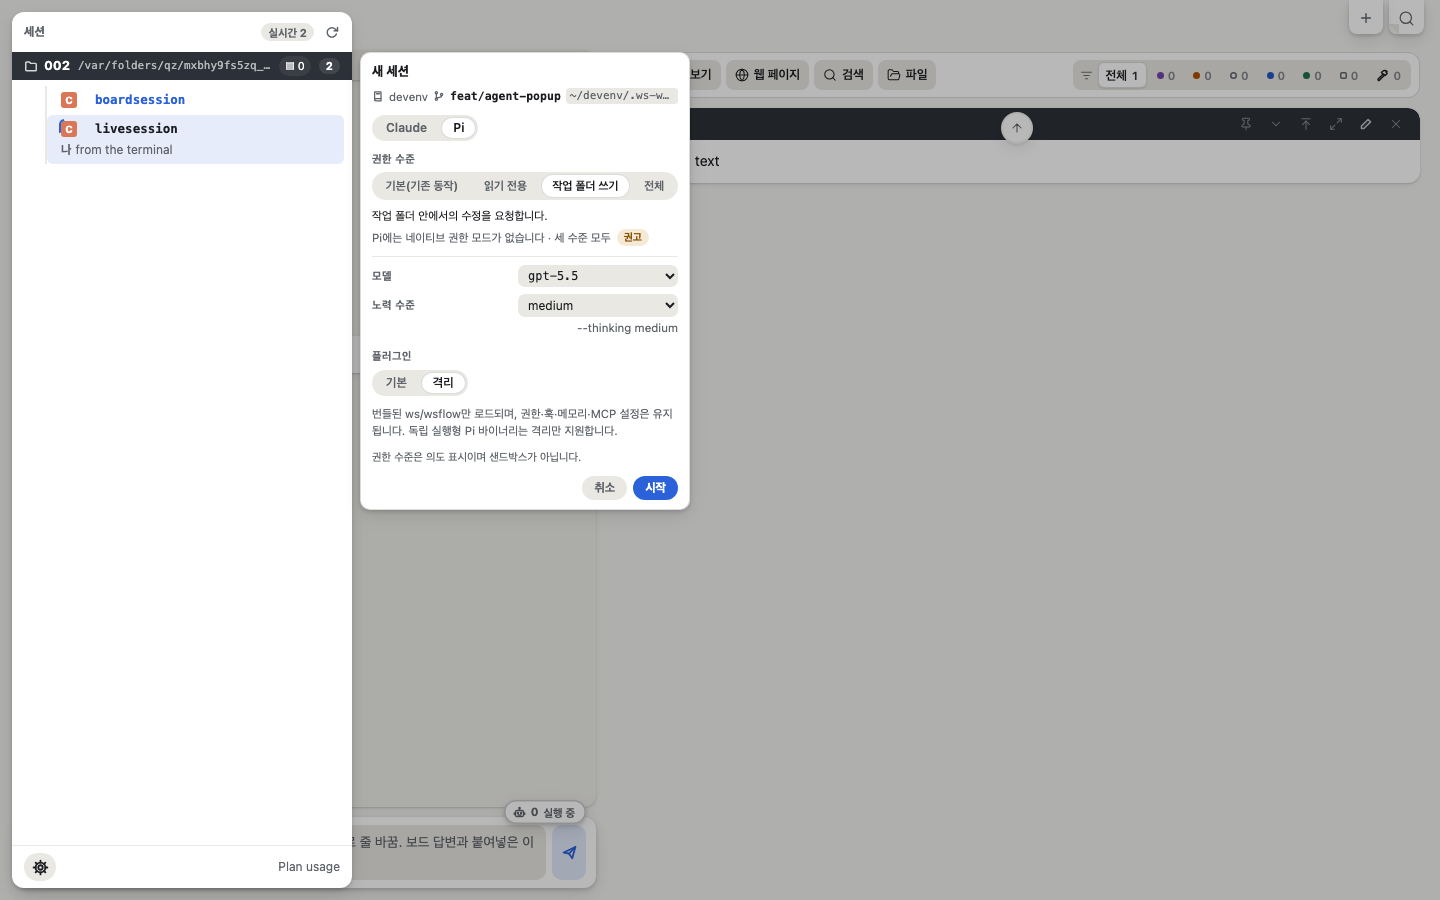 세션
실시간 2
002 /var/folders/qz/mxbhy9fs5zq_… 0 2
C boardsession
C livesession
나 from the terminal
Plan usage
새 세션
devenv feat/agent-popup ~/devenv/.ws-w…
Claude Pi
권한 수준
기본(기존 동작) 읽기 전용 작업 폴더 쓰기 전체
작업 폴더 안에서의 수정을 요청합니다.
Pi에는 네이티브 권한 모드가 없습니다 · 세 수준 모두 권고
모델 gpt-5.5
노력 수준 medium
--thinking medium
플러그인
기본 격리
번들된 ws/wsflow만 로드되며, 권한·훅·메모리·MCP 설정은 유지
됩니다. 독립 실행형 Pi 바이너리는 격리만 지원합니다.
권한 수준은 의도 표시이며 샌드박스가 아닙니다.
취소 시작
보기 웹 페이지 검색 파일
전체 1 0 0 0 0 0 0 0
text
0 실행 중
줄 바꿈. 보드 답변과 붙여넣은 이